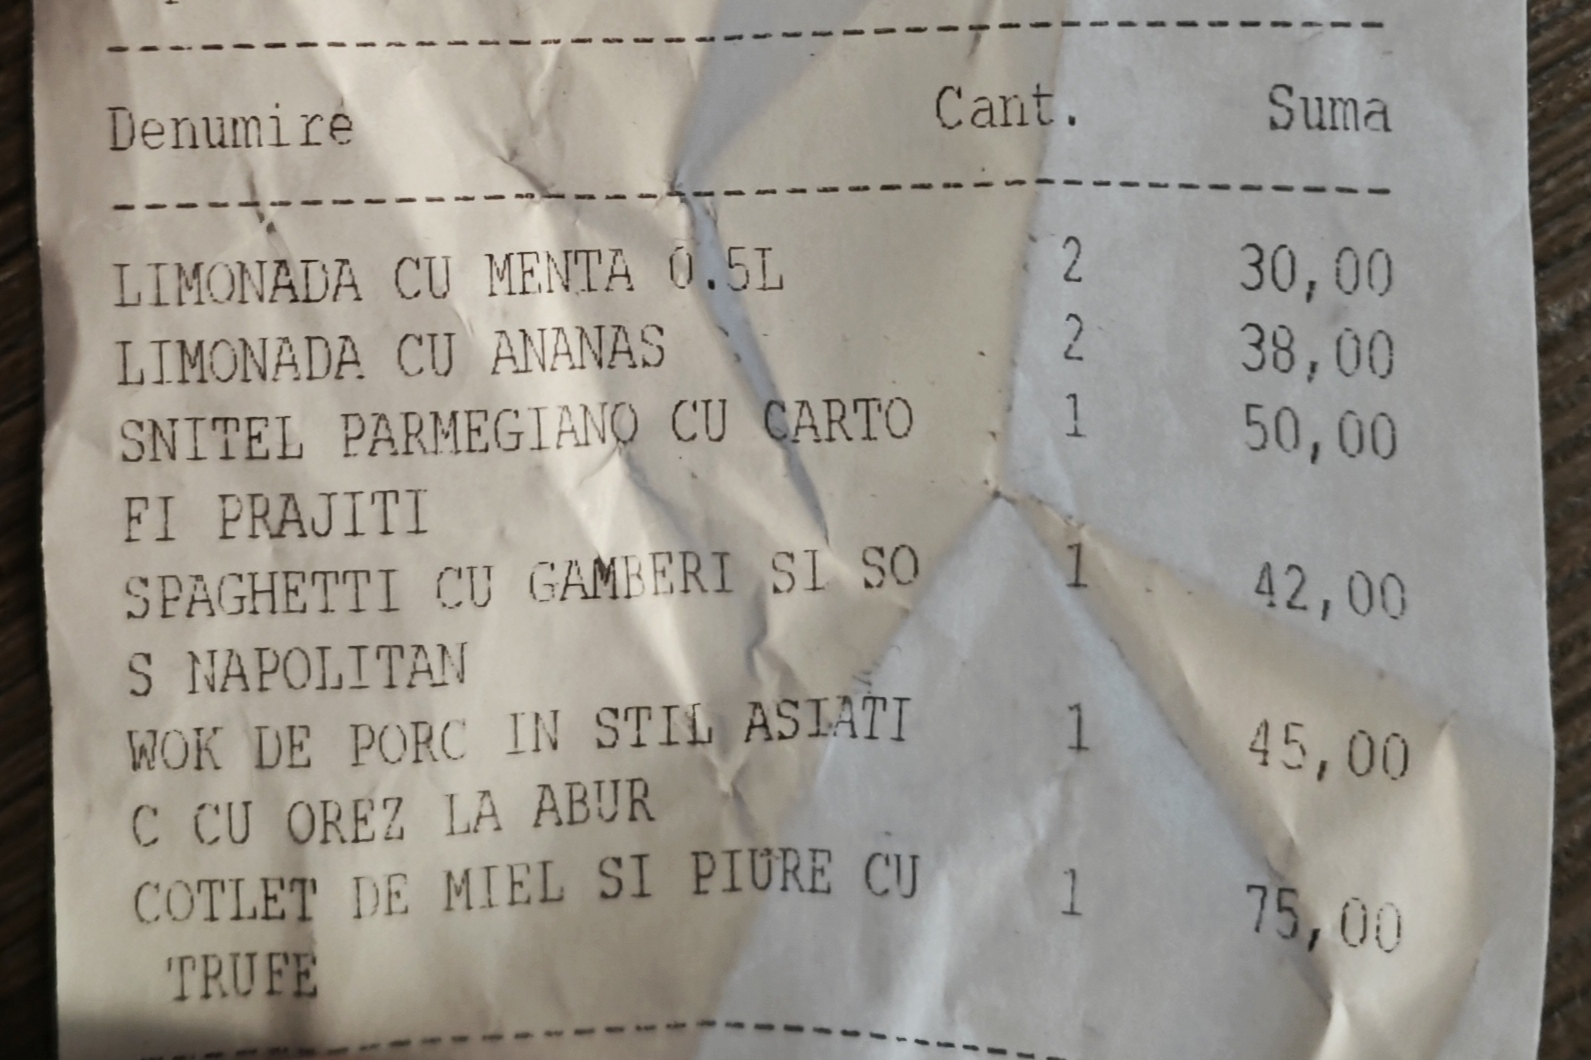 Denumire Cant. Suma
LIMONADA CU MENTA 0.5L 2 30,00
LIMONADA CU ANANAS 2 38,00
SNITEL PARMEGIANO CU CARTO 1 50,00
FI PRAJITI
SPAGHETTI CU GAMBERI SI SO 1 42,00
S NAPOLITAN
WOK DE PORC IN STIL ASIATI 1 45,00
C CU OREZ LA ABUR
COTLET DE MIEL SI PIURE CU 1 75,00
TRUFE